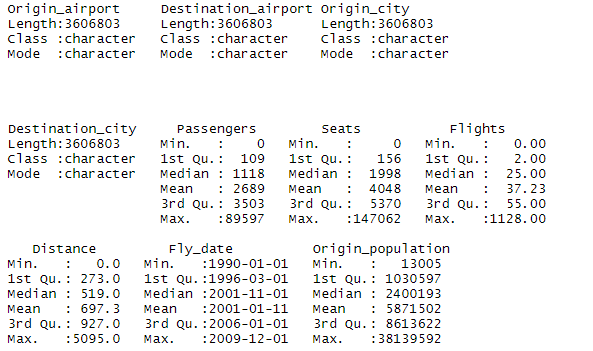 Origin_airport     Destination_airport Origin_city
Length:3606803     Length:3606803      Length:3606803
Class :character   Class :character    Class :character
Mode  :character   Mode  :character    Mode  :character
Destination_city     Passengers        Seats            Flights
Length:3606803     Min.   :    0   Min.   :     0   Min.   :   0.00
Class :character   1st Qu.:  109   1st Qu.:   156   1st Qu.:   2.00
Mode  :character   Median : 1118   Median :  1998   Median :  25.00
Mean   : 2689   Mean   :  4048   Mean   :  37.23
3rd Qu.: 3503   3rd Qu.:  5370   3rd Qu.:  55.00
Max.   :89597   Max.   :147062   Max.   :1128.00
Distance         Fly_date          Origin_population
Min.   :   0.0   Min.   :1990-01-01   Min.   :   13005
1st Qu.: 273.0   1st Qu.:1996-03-01   1st Qu.: 1030597
Median : 519.0   Median :2001-11-01   Median : 2400193
Mean   : 697.3   Mean   :2001-01-11   Mean   : 5871502
3rd Qu.: 927.0   3rd Qu.:2006-01-01   3rd Qu.: 8613622
Max.   :5095.0   Max.   :2009-12-01   Max.   :38139592